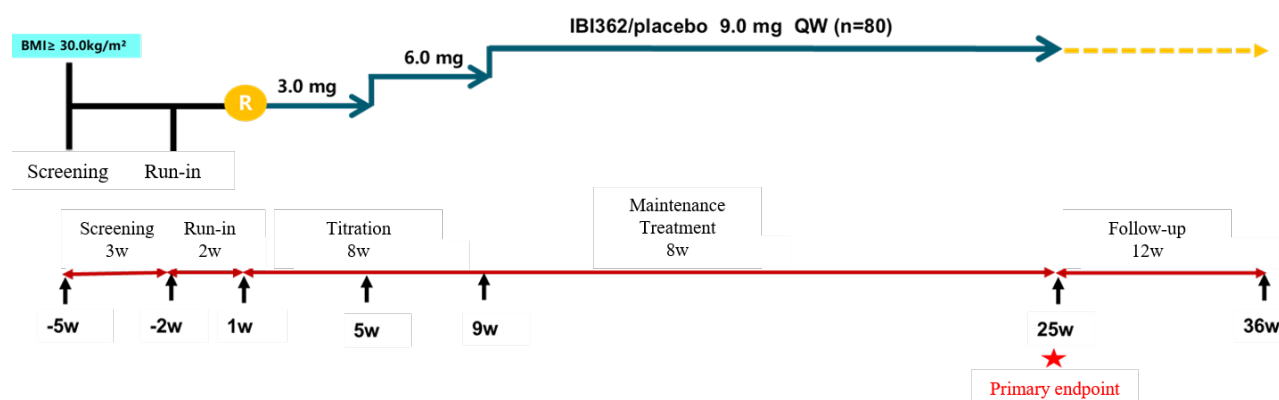 IBI362/placebo 9.0 mg QW (n=80)
BMI≥ 30.0kg/m²
6.0 mg
3.0 mg
R
Screening Run-in
Screening
3w
Run-in
2w
Titration
8w
Maintenance
Treatment
8w
Follow-up
12w
-5w
-2w
1w
5w
9w
25w
36w
Primary endpoint